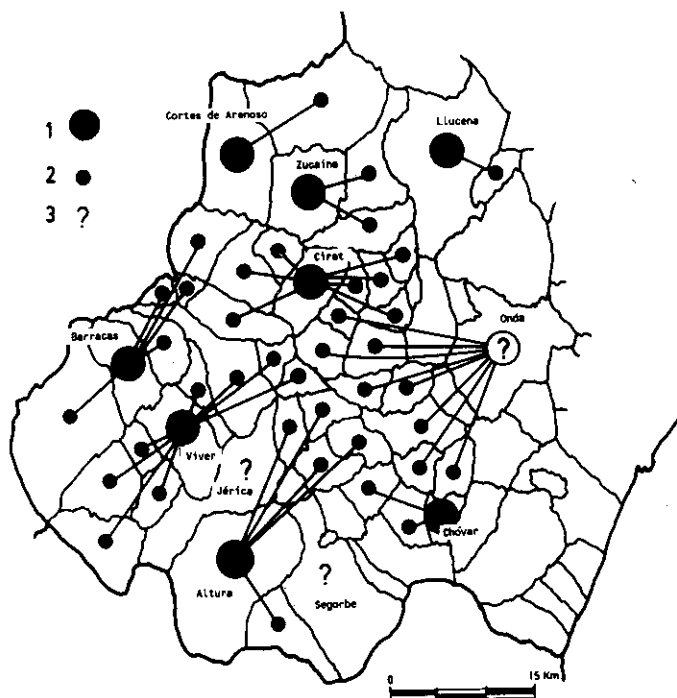 Cortes de Arenoso
Llucena
1
Zucaina
2
3 ?
Cirat
Onda
Barracas
?
Viver
?
Jérica
Chóvar
?
Altura
Segorbe
0 15 Km.